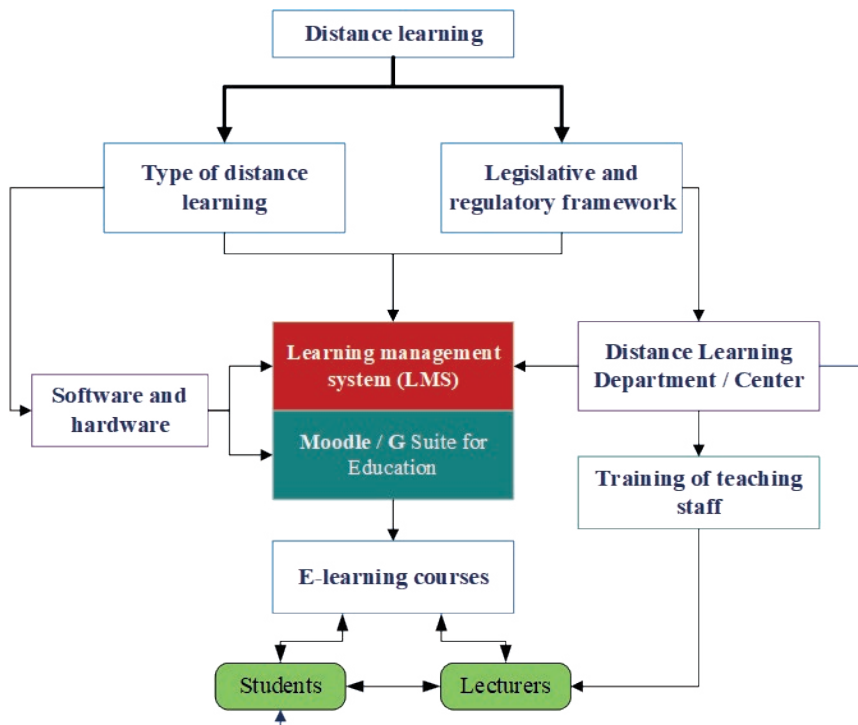 Distance learning
Type of distance
learning
Legislative and
regulatory framework
Learning management
system (LMS)
Distance Learning
Department / Center
Software and
hardware
Moodle / G Suite for
Education
Training of teaching
staff
E-learning courses
Students
Lecturers